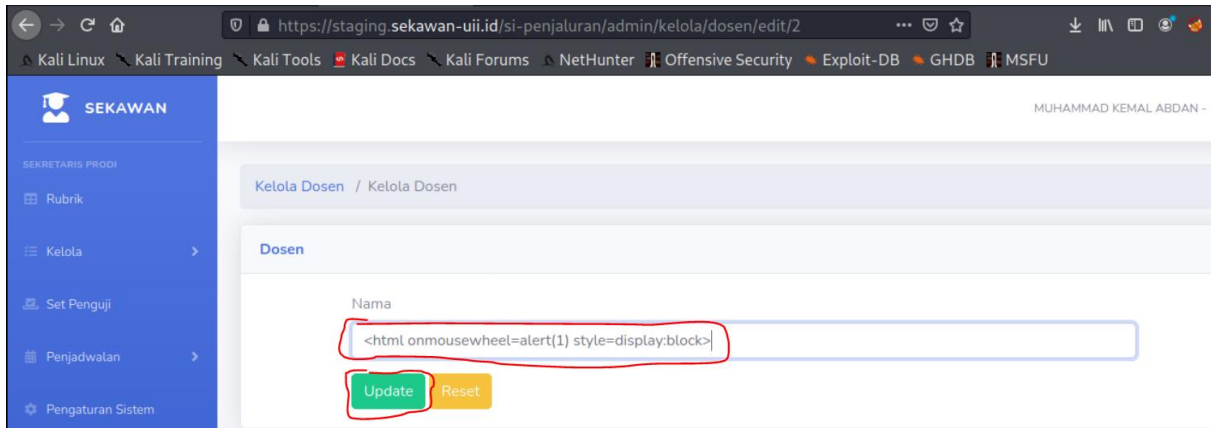 https://staging.sekawan-uii.id/si-penjaluran/admin/kelola/dosen/edit/2
Kali Linux Kali Training Kali Tools Kali Docs Kali Forums NetHunter Offensive Security Exploit-DB GHDB MSFU
SEKAWAN
MUHAMMAD KEMAL ABDAN -
SEKRETARIS PRODI
Kelola Dosen / Kelola Dosen
Rubrik
Kelola
Dosen
Set Penguji
Nama
<html onmousewheel=alert(1) style=display:block>
Penjadwalan
Update Reset
Pengaturan Sistem